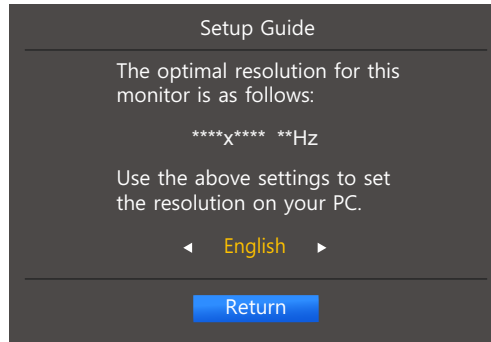 Setup Guide
The optimal resolution for this
monitor is as follows:
****x**** **Hz
Use the above settings to set
the resolution on your PC.
English
Return